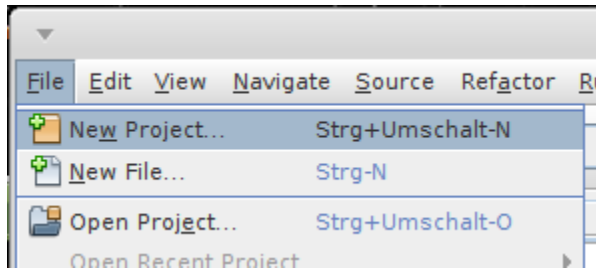 File Edit View Navigate Source Refactor
New Project... Strg+Umschalt-N
New File... Strg-N
Open Project... Strg+Umschalt-O
Open Recent Project